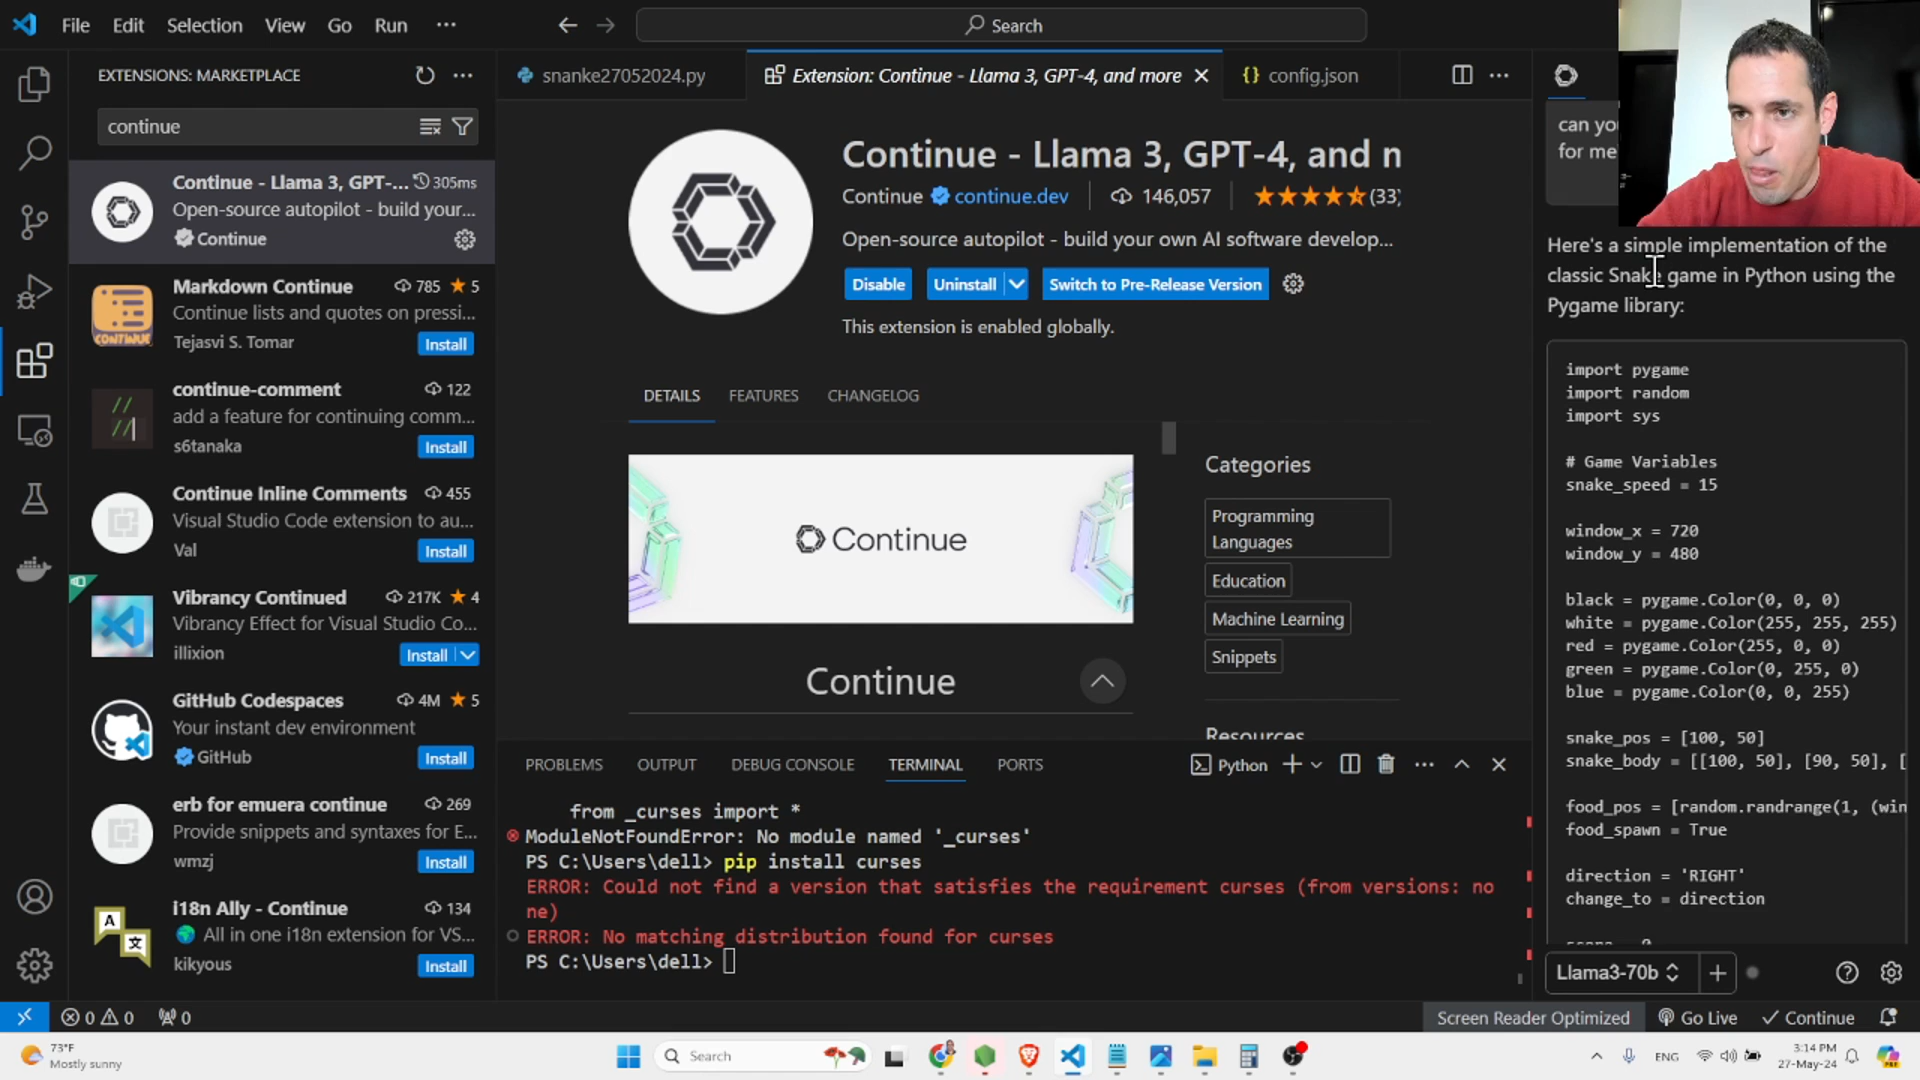 File Edit Selection View Go Run ···
Search
EXTENSIONS: MARKETPLACE
continue
Continue - Llama 3, GPT-... 305ms
Open-source autopilot - build your...
Continue
Markdown Continue 785 5
Continue lists and quotes on pressi...
Tejasvi S. Tomar Install
continue-comment 122
add a feature for continuing comm...
s6tanaka Install
Continue Inline Comments 455
Visual Studio Code extension to au...
Val Install
Vibrancy Continued 217K 4
Vibrancy Effect for Visual Studio Co...
illixion Install
GitHub Codespaces 4M 5
Your instant dev environment
GitHub Install
erb for emuera continue 269
Provide snippets and syntaxes for E...
wmzj Install
i18n Ally - Continue 134
All in one i18n extension for VS...
kikyous Install
snanke27052024.py
Extension: Continue - Llama 3, GPT-4, and more
{} config.json
Continue - Llama 3, GPT-4, and n
Continue continue.dev 146,057 (33)
Open-source autopilot - build your own AI software develop...
Disable Uninstall Switch to Pre-Release Version
This extension is enabled globally.
DETAILS FEATURES CHANGELOG
Continue
Continue
Categories
Programming
Languages
Education
Machine Learning
Snippets
Resources
PROBLEMS OUTPUT DEBUG CONSOLE TERMINAL PORTS
Python
from _curses import *
ModuleNotFoundError: No module named '_curses'
PS C:\Users\dell> pip install curses
ERROR: Could not find a version that satisfies the requirement curses (from versions: no
ne)
ERROR: No matching distribution found for curses
PS C:\Users\dell>
can you
for me
Here's a simple implementation of the
classic Snake game in Python using the
Pygame library:
import pygame
import random
import sys
# Game Variables
snake_speed = 15
window_x = 720
window_y = 480
black = pygame.Color(0, 0, 0)
white = pygame.Color(255, 255, 255)
red = pygame.Color(255, 0, 0)
green = pygame.Color(0, 255, 0)
blue = pygame.Color(0, 0, 255)
snake_pos = [100, 50]
snake_body = [[100, 50], [90, 50], [
food_pos = [random.randrange(1, (win
food_spawn = True
direction = 'RIGHT'
change_to = direction
Llama3-70b
0 0 0
Screen Reader Optimized Go Live Continue
73°F
Mostly sunny
Search
ENG
3:14 PM
27-May-24